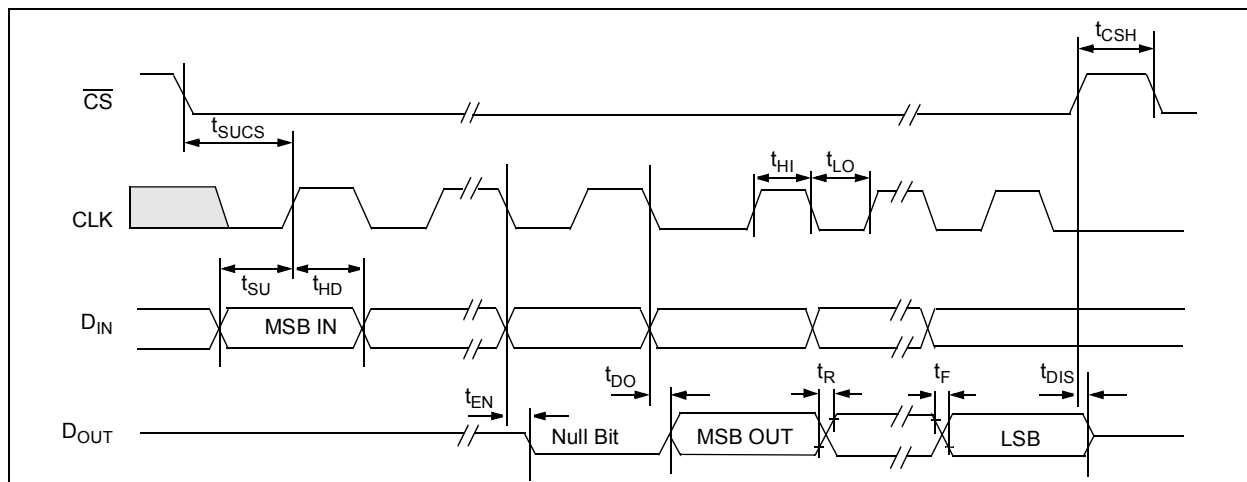 t_CSH
C̅S̅
t_SUCS
t_HI t_LO
CLK
t_SU t_HD
D_IN MSB IN
t_EN t_DO t_R t_F t_DIS
D_OUT Null Bit MSB OUT LSB